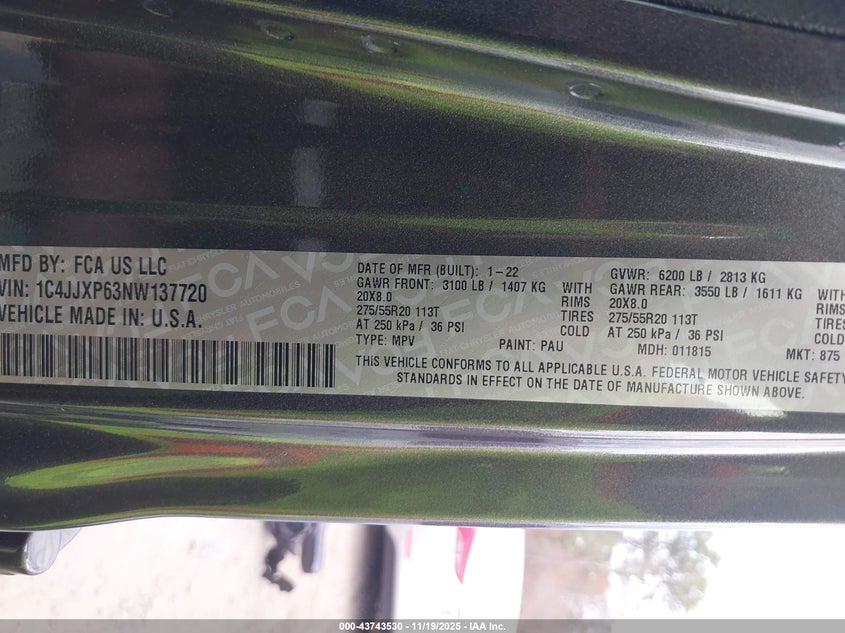 MFD BY: FCA US LLC
VIN: 1C4JJXP63NW137720
VEHICLE MADE IN: U.S.A.
DATE OF MFR (BUILT): 1-22
GAWR FRONT: 3100 LB / 1407 KG WITH
20X8.0 RIMS
275/55R20 113T TIRES
AT 250 kPa / 36 PSI COLD
TYPE: MPV PAINT: PAU
GVWR: 6200 LB / 2813 KG
GAWR REAR: 3550 LB / 1611 KG WITH
20X8.0 RIMS
275/55R20 113T TIRES
AT 250 kPa / 36 PSI COLD
MDH: 011815 MKT: 875
THIS VEHICLE CONFORMS TO ALL APPLICABLE U.S.A. FEDERAL MOTOR VEHICLE SAFETY
STANDARDS IN EFFECT ON THE DATE OF MANUFACTURE SHOWN ABOVE.
000-43743530 - 11/19/2025 - IAA Inc.